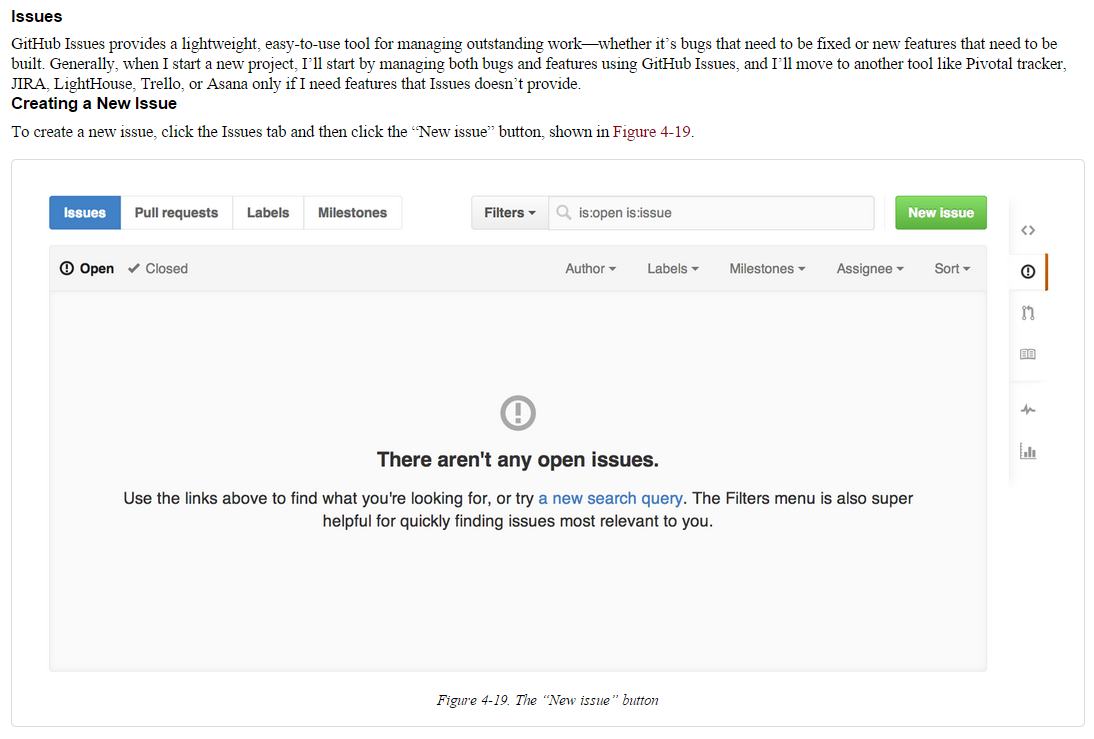 Issues
GitHub Issues provides a lightweight, easy-to-use tool for managing outstanding work—whether it’s bugs that need to be fixed or new features that need to be
built. Generally, when I start a new project, I’ll start by managing both bugs and features using GitHub Issues, and I’ll move to another tool like Pivotal tracker,
JIRA, LightHouse, Trello, or Asana only if I need features that Issues doesn’t provide.
Creating a New Issue
To create a new issue, click the Issues tab and then click the “New issue” button, shown in Figure 4-19.
Issues Pull requests Labels Milestones Filters is:open is:issue New issue
Open Closed Author Labels Milestones Assignee Sort
There aren't any open issues.
Use the links above to find what you're looking for, or try a new search query. The Filters menu is also super
helpful for quickly finding issues most relevant to you.
Figure 4-19. The “New issue” button